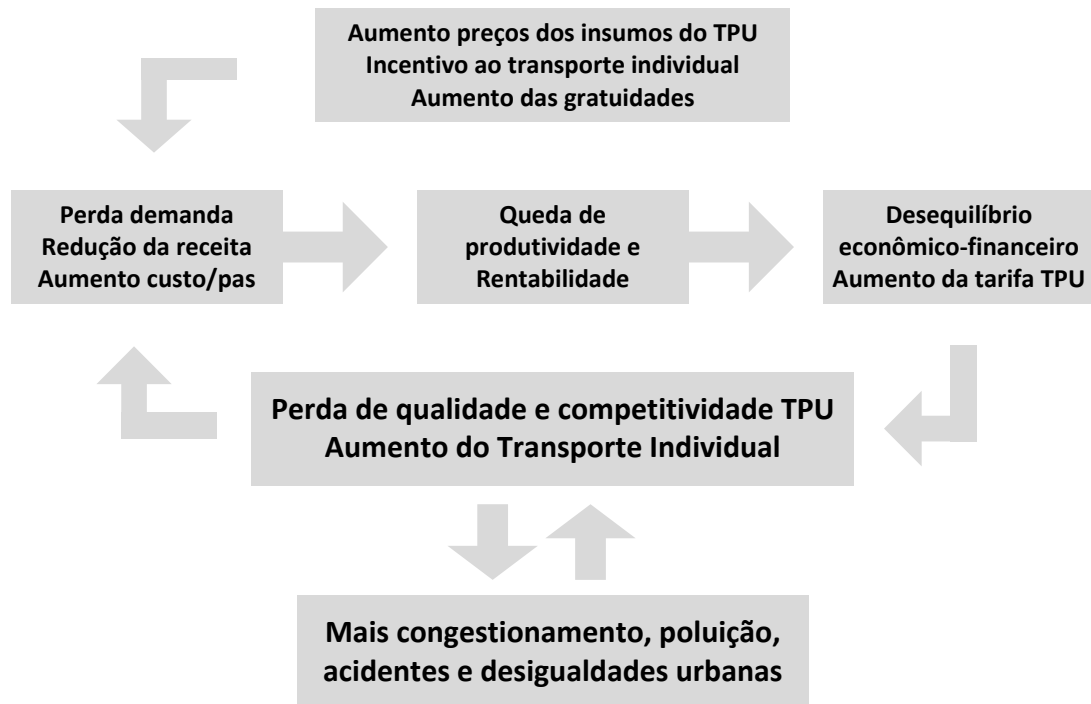 Aumento preços dos insumos do TPU
Incentivo ao transporte individual
Aumento das gratuidades
Perda demanda
Redução da receita
Aumento custo/pas
Queda de
produtividade e
Rentabilidade
Desequilíbrio
econômico-financeiro
Aumento da tarifa TPU
Perda de qualidade e competitividade TPU
Aumento do Transporte Individual
Mais congestionamento, poluição,
acidentes e desigualdades urbanas